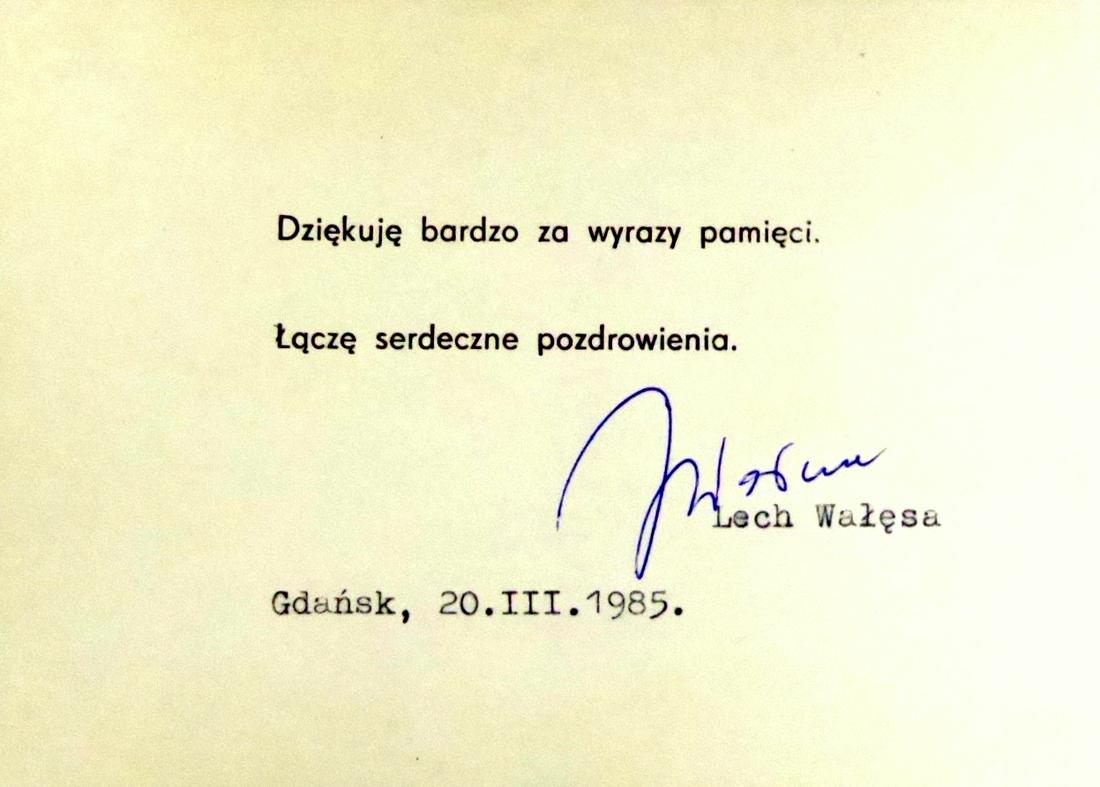 Dziękuję bardzo za wyrazy pamięci.
Łączę serdeczne pozdrowienia.
Lech Wałęsa
Gdańsk, 20.III.1985.